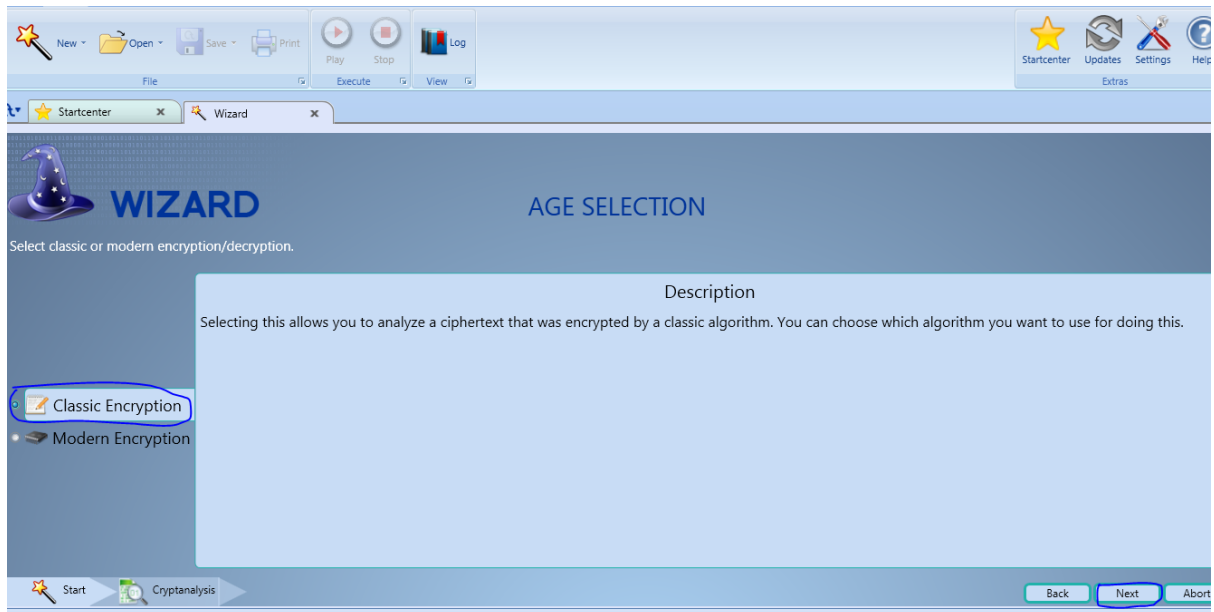 New Open Save Print Play Stop Log Startcenter Updates Settings Help
File Execute View Extras
Startcenter x Wizard x
WIZARD
AGE SELECTION
Select classic or modern encryption/decryption.
Description
Selecting this allows you to analyze a ciphertext that was encrypted by a classic algorithm. You can choose which algorithm you want to use for doing this.
Classic Encryption
Modern Encryption
Start Cryptanalysis Back Next Abort